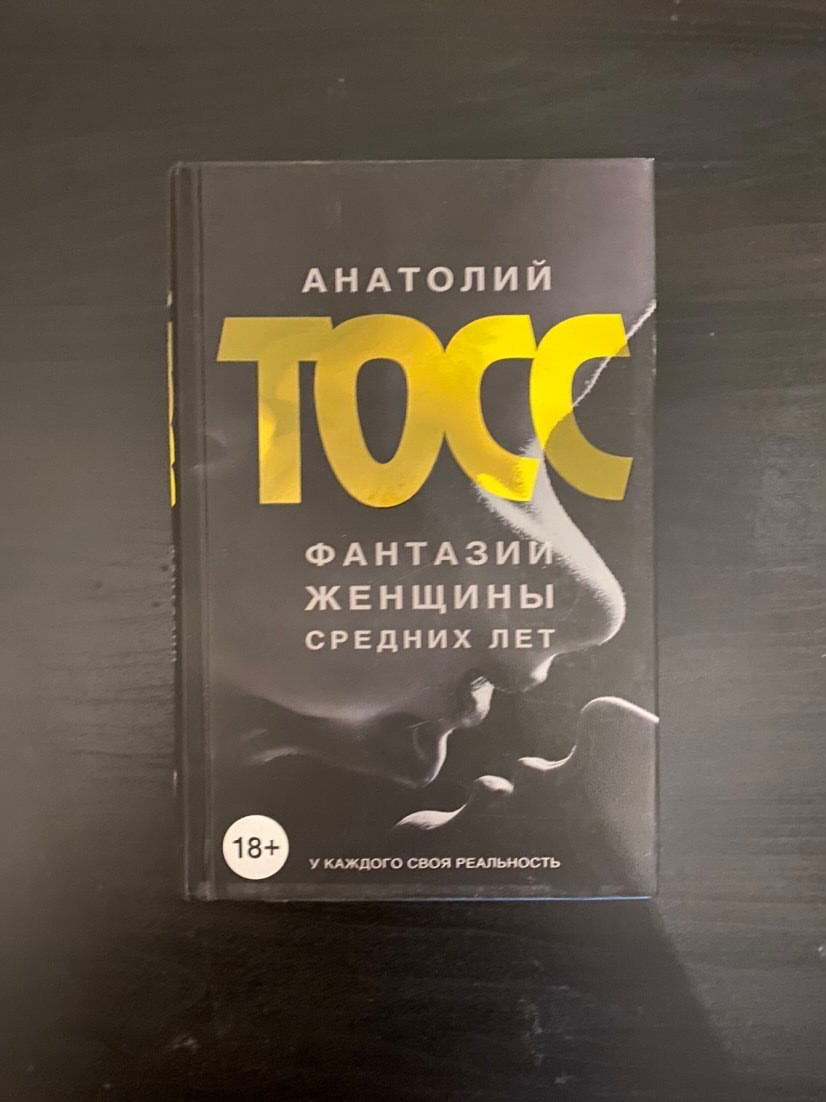 АНАТОЛИЙ
ТОСС
ФАНТАЗИИ
ЖЕНЩИНЫ
СРЕДНИХ ЛЕТ
18+
У КАЖДОГО СВОЯ РЕАЛЬНОСТЬ